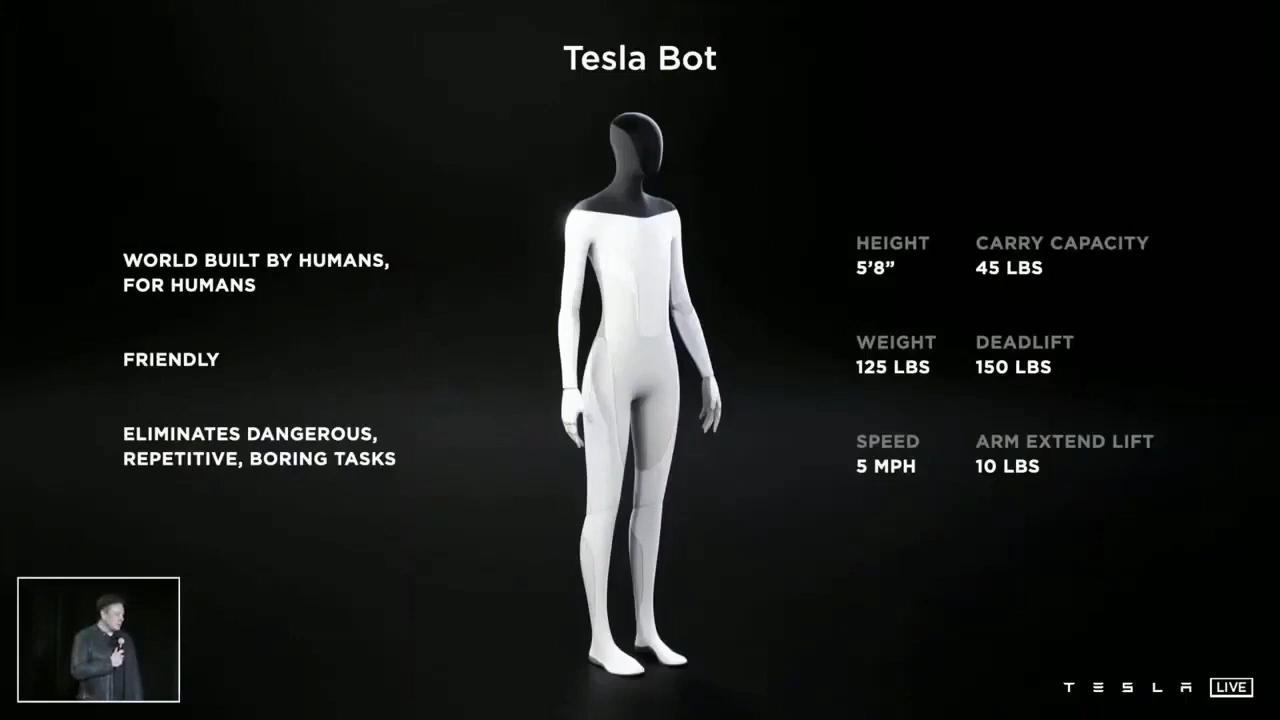 Tesla Bot
WORLD BUILT BY HUMANS,
FOR HUMANS
FRIENDLY
ELIMINATES DANGEROUS,
REPETITIVE, BORING TASKS
HEIGHT
5’8”
CARRY CAPACITY
45 LBS
WEIGHT
125 LBS
DEADLIFT
150 LBS
SPEED
5 MPH
ARM EXTEND LIFT
10 LBS
TESLA LIVE